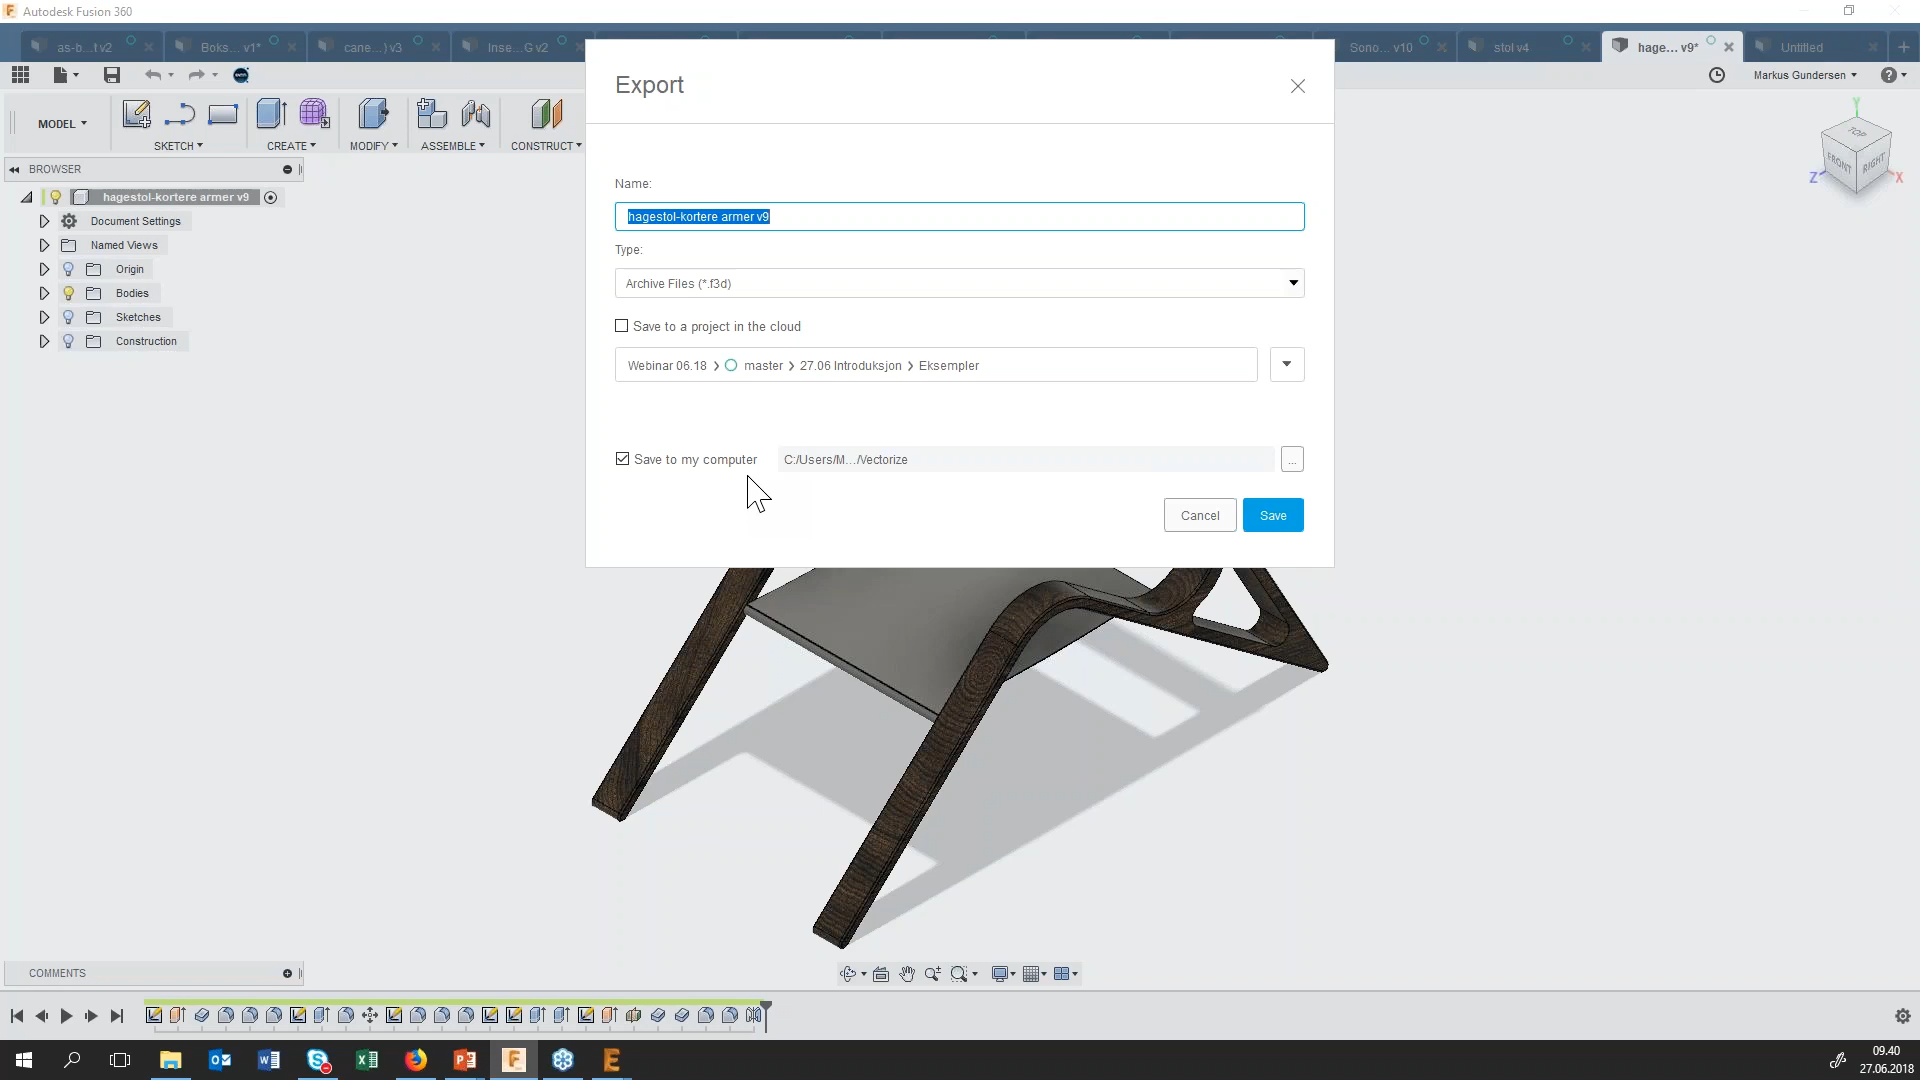 Autodesk Fusion 360
as-b...t v2
Boks... v1*
cane...) v3
Inse...G v2
Sono... v10
stol v4
hage... v9*
Untitled
Markus Gundersen
MODEL
SKETCH
CREATE
MODIFY
ASSEMBLE
CONSTRUCT
BROWSER
hagestol-kortere armer v9
Document Settings
Named Views
Origin
Bodies
Sketches
Construction
Export
Name:
hagestol-kortere armer v9
Type:
Archive Files (*.f3d)
Save to a project in the cloud
Webinar 06.18 > master > 27.06 Introduksjon > Eksempler
Save to my computer
C:/Users/M.../Vectorize
...
Cancel
Save
TOP
FRONT
RIGHT
Y
Z
X
COMMENTS
09.40
27.06.2018